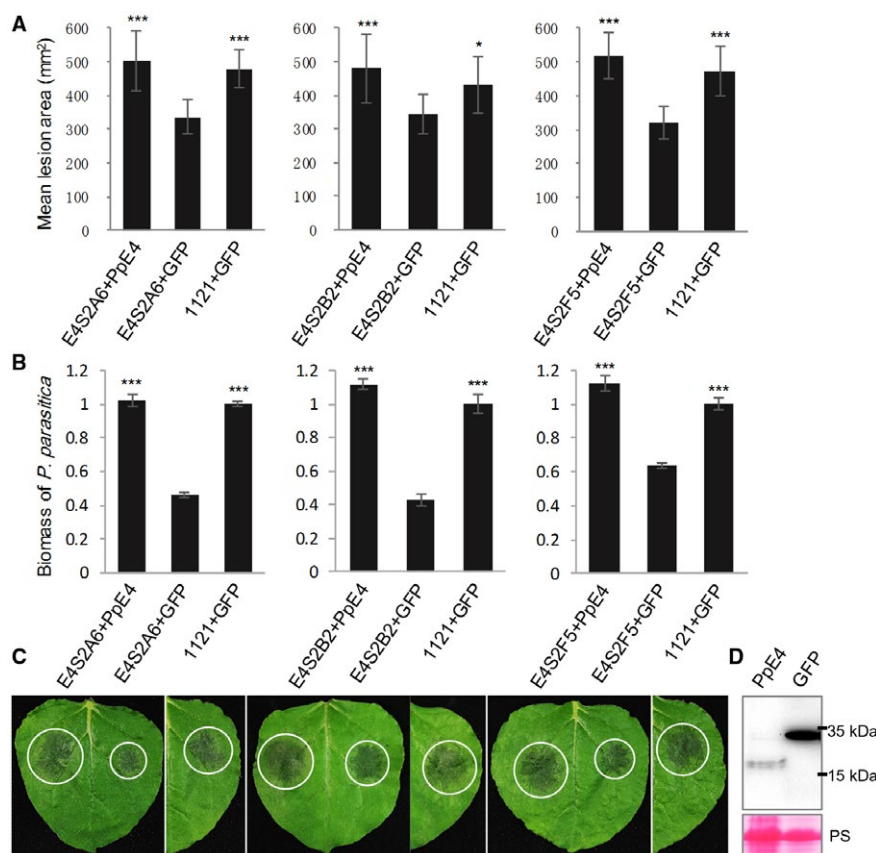 A
Mean lesion area (mm²)
600
500
400
300
200
100
0
***
***
E4S2A6+PpE4
E4S2A6+GFP
1121+GFP
600
500
400
300
200
100
0
***
*
E4S2B2+PpE4
E4S2B2+GFP
1121+GFP
600
500
400
300
200
100
0
***
***
E4S2F5+PpE4
E4S2F5+GFP
1121+GFP
B
Biomass of P. parasitica
1.2
1
0.8
0.6
0.4
0.2
0
***
***
E4S2A6+PpE4
E4S2A6+GFP
1121+GFP
1.2
1
0.8
0.6
0.4
0.2
0
***
***
E4S2B2+PpE4
E4S2B2+GFP
1121+GFP
1.2
1
0.8
0.6
0.4
0.2
0
***
***
E4S2F5+PpE4
E4S2F5+GFP
1121+GFP
C
D
PpE4
GFP
35 kDa
15 kDa
PS